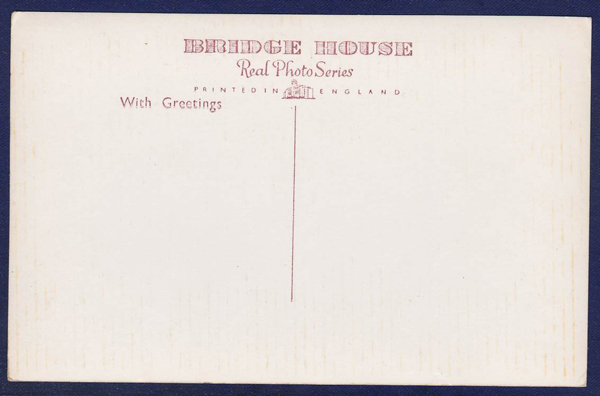 BRIDGE HOUSE
Real Photo Series
PRINTED IN ENGLAND
With Greetings